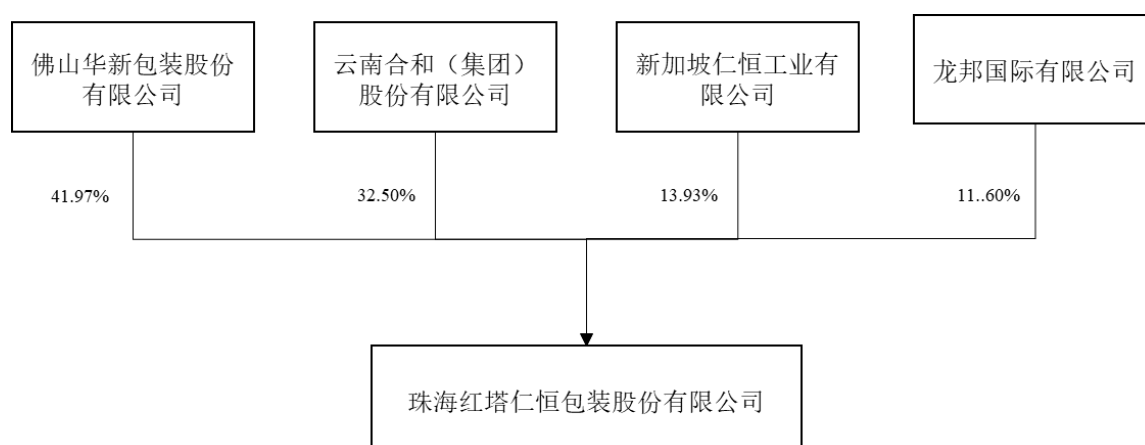 佛山华新包装股份
有限公司
云南合和（集团）
股份有限公司
新加坡仁恒工业有
限公司
龙邦国际有限公司
41.97%
32.50%
13.93%
11..60%
珠海红塔仁恒包装股份有限公司